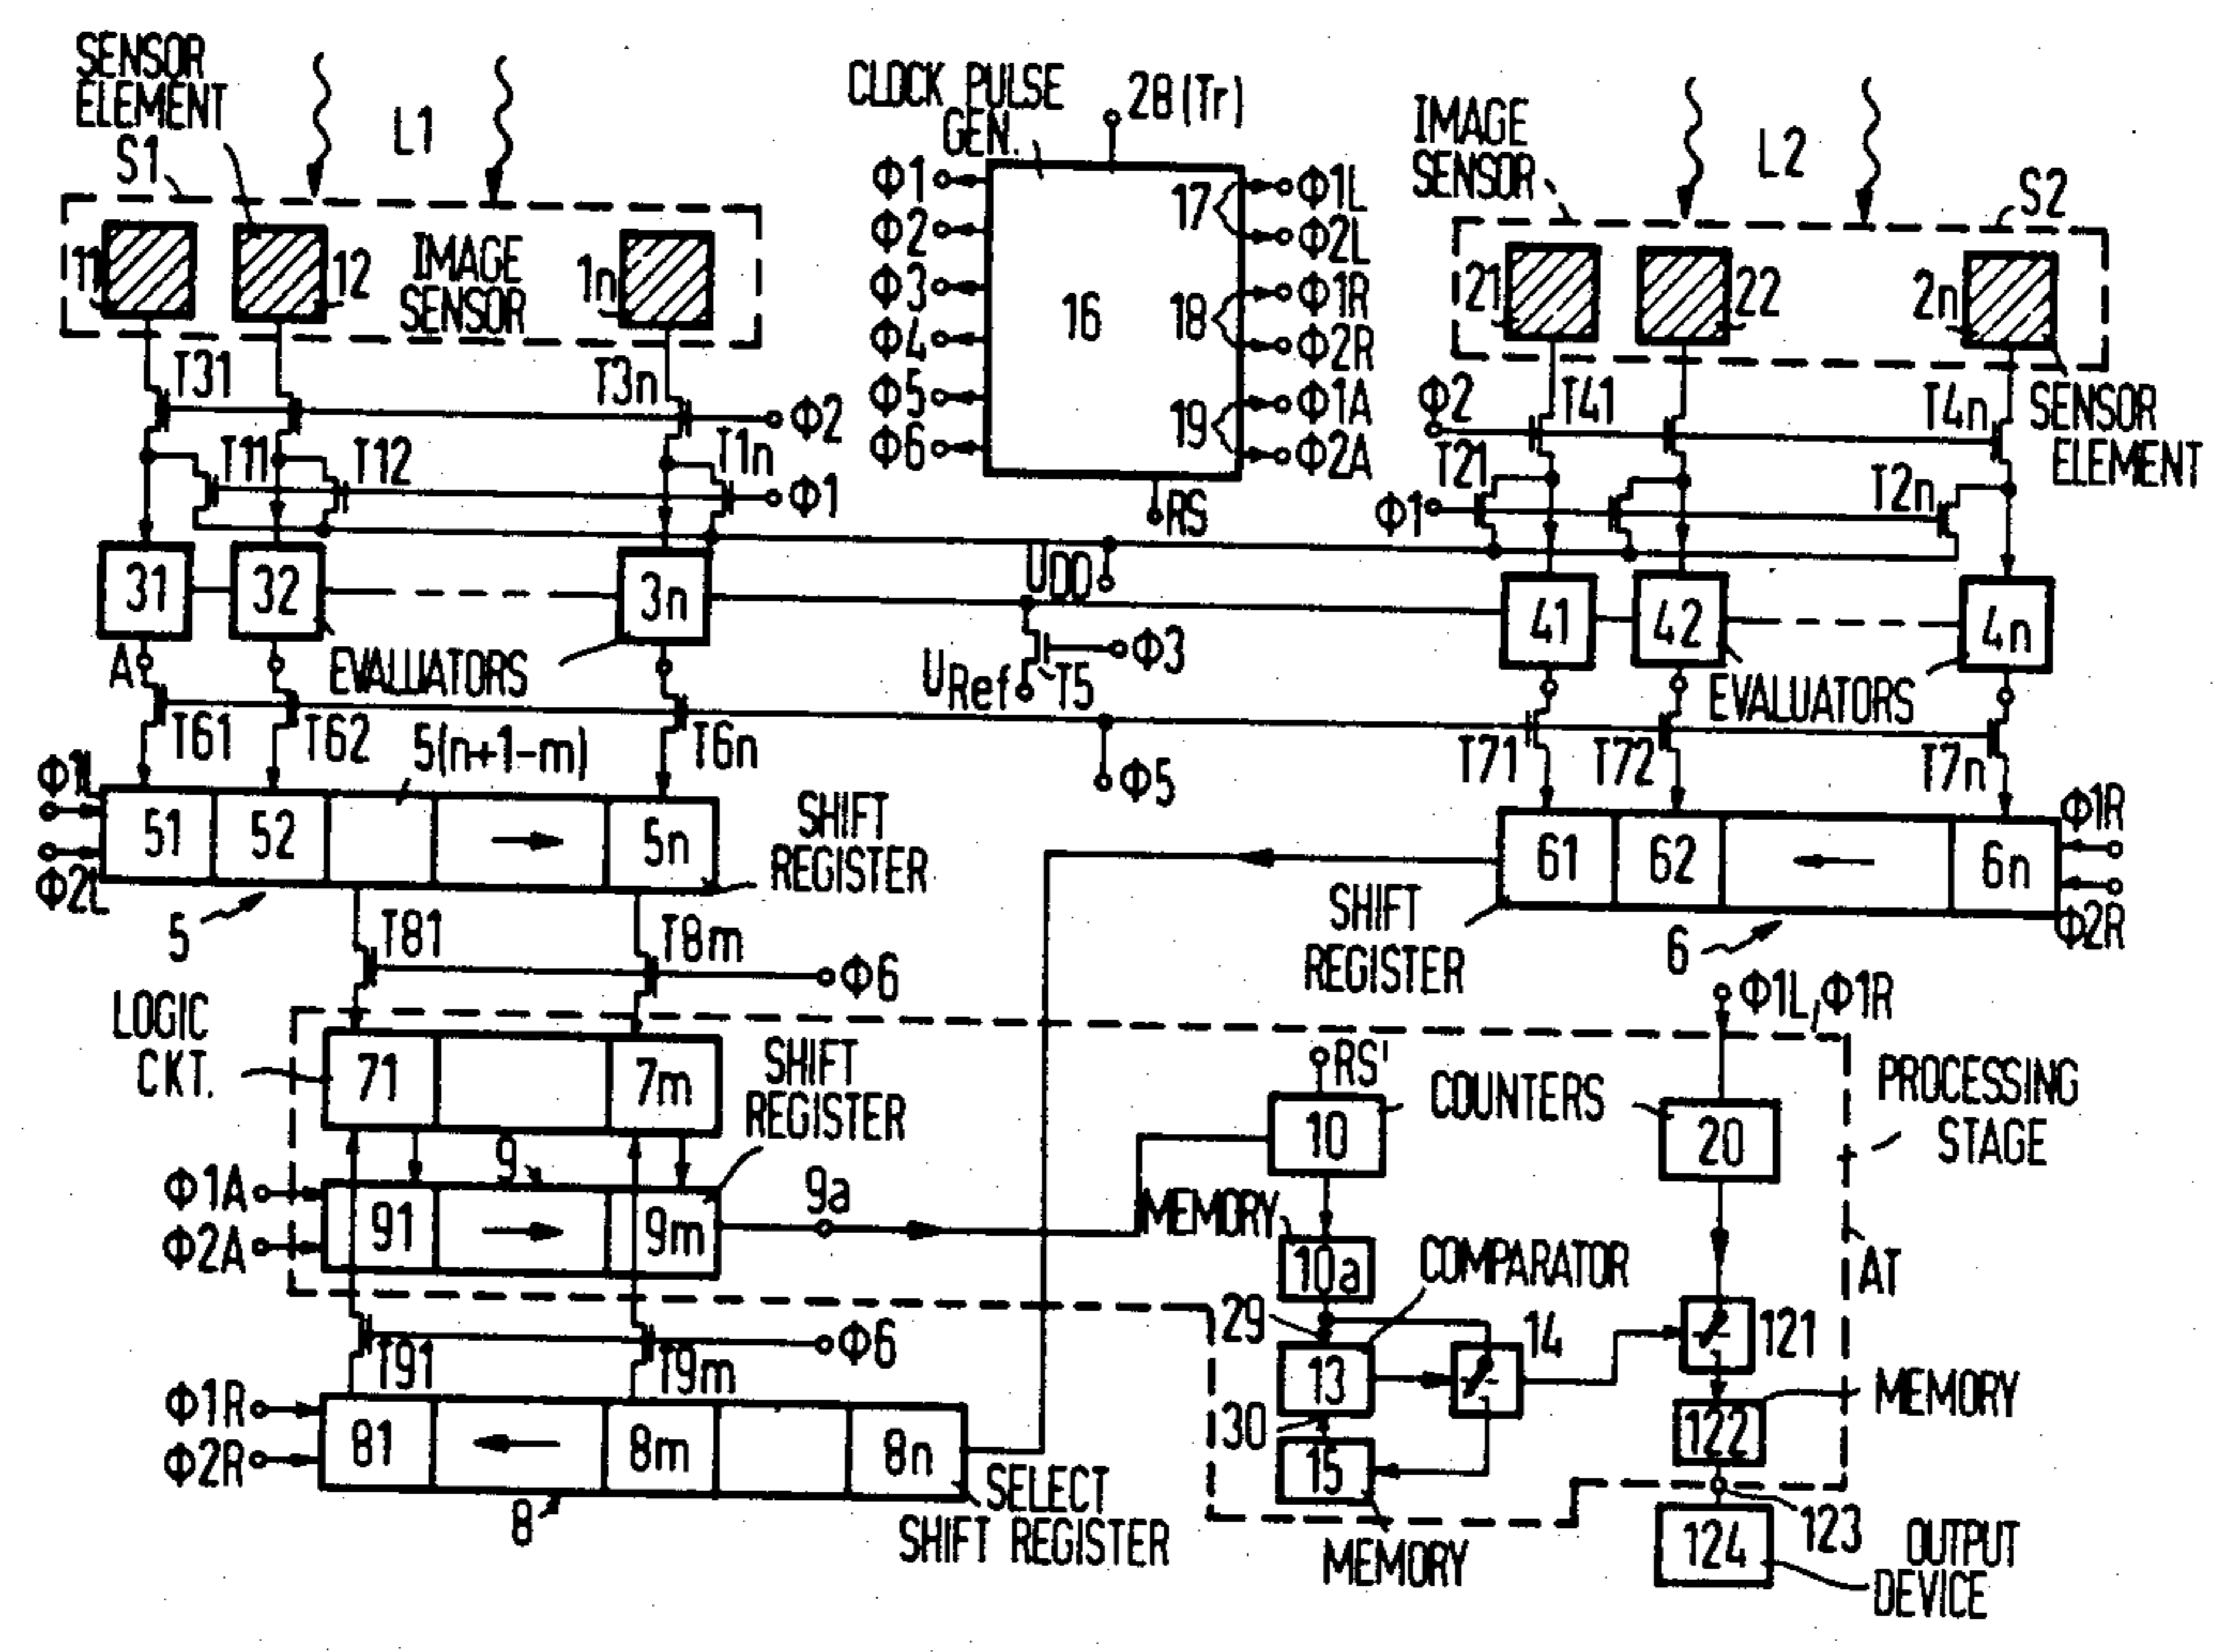 SENSOR
ELEMENT
S1
L1
CLOCK PULSE
GEN.
28(Tr)
IMAGE
SENSOR
L2
S2
Φ1
Φ2
Φ3
Φ4
Φ5
Φ6
16
17
18
19
Φ1L
Φ2L
Φ1R
Φ2R
Φ1A
Φ2A
RS
11
12
IMAGE
SENSOR
1n
21
22
2n
T31
T3n
Φ2
T11
T12
T1n
Φ1
Φ2
T41
T4n
SENSOR
ELEMENT
T21
Φ1
T2n
31
32
3n
UDD
41
42
4n
A
EVALUATORS
URef
T5
Φ3
EVALUATORS
T61
T62
5(n+1-m)
T6n
Φ5
T71
T72
T7n
Φ1L
Φ2L
51
52
5n
SHIFT
REGISTER
5
61
62
6n
Φ1R
Φ2R
SHIFT
REGISTER
6
T81
T8m
Φ6
Φ1L,Φ1R
LOGIC
CKT.
71
7m
SHIFT
REGISTER
RS'
10
COUNTERS
20
PROCESSING
STAGE
9
Φ1A
Φ2A
91
9m
9a
MEMORY
10a
COMPARATOR
AT
29
13
14
121
30
15
MEMORY
122
MEMORY
T91
T9m
Φ6
Φ1R
Φ2R
81
8m
8n
8
SELECT
SHIFT REGISTER
123
124
OUTPUT
DEVICE